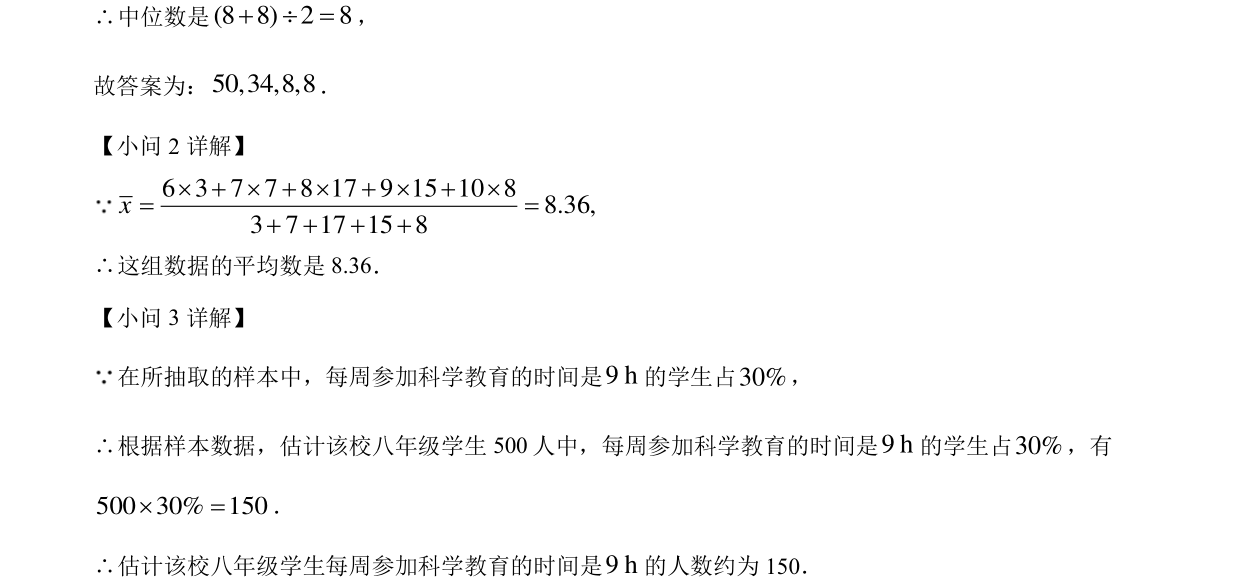 ∴中位数是(8+8)÷2=8，
故答案为：50,34,8,8．
【小问 2 详解】
∵x̄ = (6×3+7×7+8×17+9×15+10×8)/(3+7+17+15+8) = 8.36,
∴这组数据的平均数是 8.36．
【小问 3 详解】
∵在所抽取的样本中，每周参加科学教育的时间是9 h 的学生占30%，
∴根据样本数据，估计该校八年级学生 500 人中，每周参加科学教育的时间是9 h 的学生占30%，有
500×30% =150．
∴估计该校八年级学生每周参加科学教育的时间是9 h 的人数约为 150．